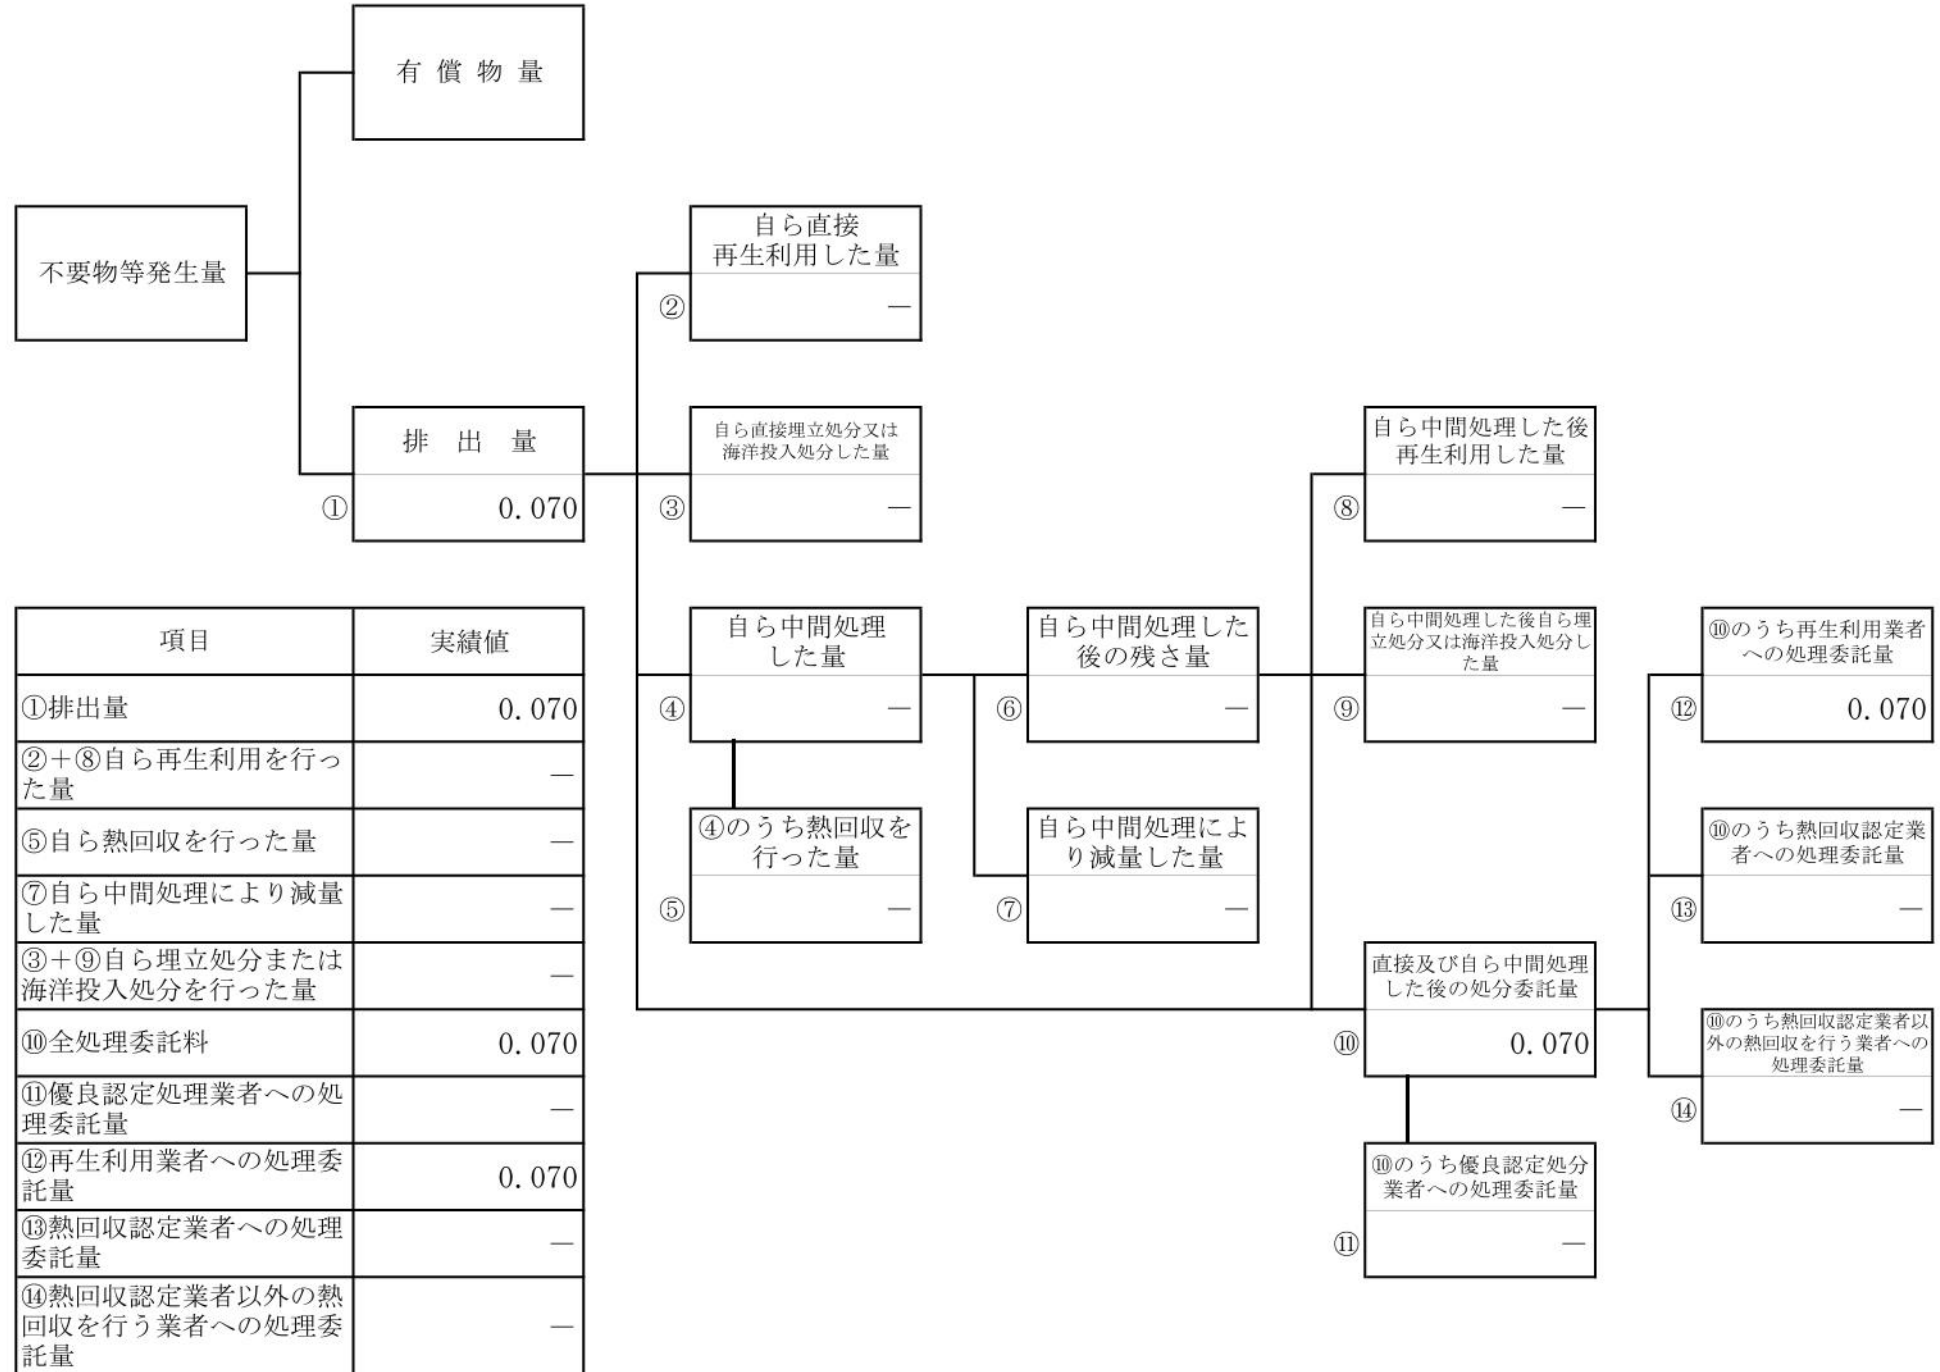 有 償 物 量
不要物等発生量
自ら直接
再生利用した量
②
—
排 出 量
①
0.070
自ら直接埋立処分又は
海洋投入処分した量
③
—
自ら中間処理した後
再生利用した量
⑧
—
自ら中間処理
した量
④
—
自ら中間処理した
後の残さ量
⑥
—
自ら中間処理した後自ら埋
立処分又は海洋投入処分し
た量
⑨
—
⑩のうち再生利用業者
への処理委託量
⑫
0.070
④のうち熱回収を
行った量
⑤
—
自ら中間処理によ
り減量した量
⑦
—
⑩のうち熱回収認定業
者への処理委託量
⑬
—
直接及び自ら中間処理
した後の処分委託量
⑩
0.070
⑩のうち熱回収認定業者以
外の熱回収を行う業者への
処理委託量
⑭
—
⑩のうち優良認定処分
業者への処理委託量
⑪
—
項目 実績値
①排出量 0.070
②+⑧自ら再生利用を行っ
た量 —
⑤自ら熱回収を行った量 —
⑦自ら中間処理により減量
した量 —
③+⑨自ら埋立処分または
海洋投入処分を行った量 —
⑩全処理委託料 0.070
⑪優良認定処理業者への処
理委託量 —
⑫再生利用業者への処理委
託量 0.070
⑬熱回収認定業者への処理
委託量 —
⑭熱回収認定業者以外の熱
回収を行う業者への処理委 —
託量